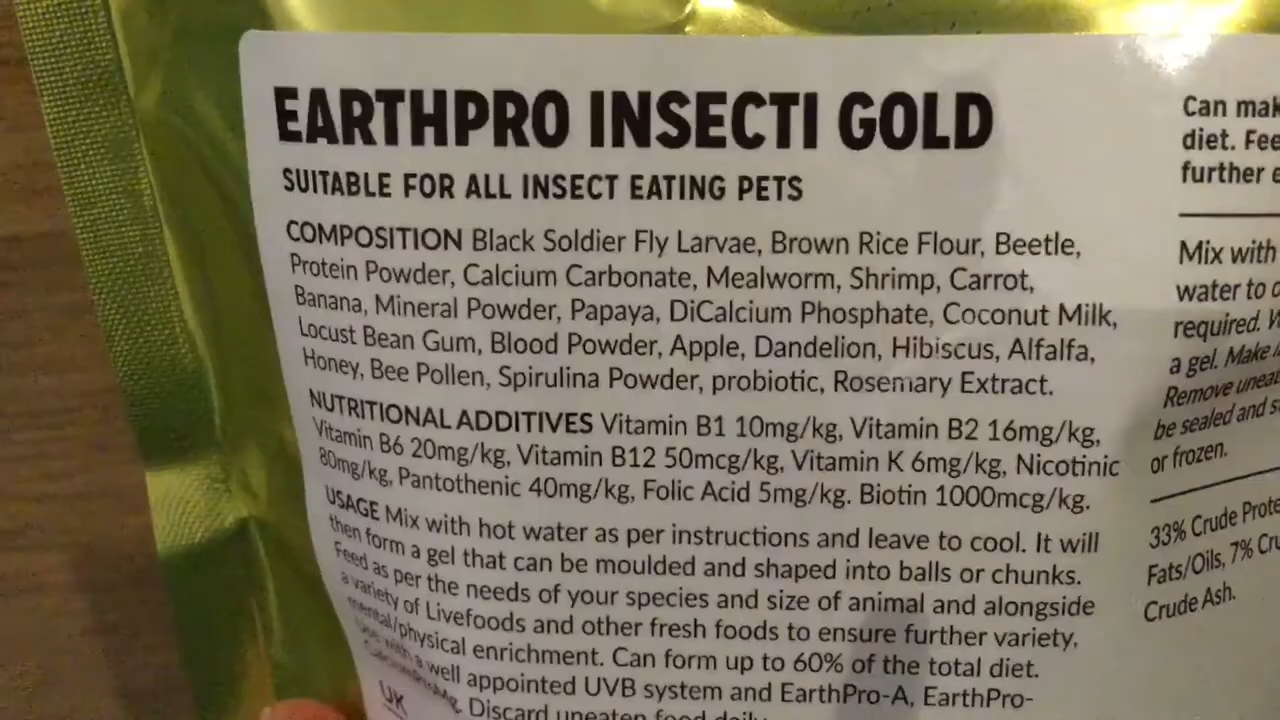 EARTHPRO INSECTI GOLD
SUITABLE FOR ALL INSECT EATING PETS
COMPOSITION Black Soldier Fly Larvae, Brown Rice Flour, Beetle,
Protein Powder, Calcium Carbonate, Mealworm, Shrimp, Carrot,
Banana, Mineral Powder, Papaya, DiCalcium Phosphate, Coconut Milk,
Locust Bean Gum, Blood Powder, Apple, Dandelion, Hibiscus, Alfalfa,
Honey, Bee Pollen, Spirulina Powder, probiotic, Rosemary Extract.
NUTRITIONAL ADDITIVES Vitamin B1 10mg/kg, Vitamin B2 16mg/kg,
Vitamin B6 20mg/kg, Vitamin B12 50mcg/kg, Vitamin K 6mg/kg, Nicotinic
80mg/kg, Pantothenic 40mg/kg, Folic Acid 5mg/kg. Biotin 1000mcg/kg.
USAGE Mix with hot water as per instructions and leave to cool. It will
then form a gel that can be moulded and shaped into balls or chunks.
Feed as per the needs of your species and size of animal and alongside
a variety of Livefoods and other fresh foods to ensure further variety,
mental/physical enrichment. Can form up to 60% of the total diet.
Use with a well appointed UVB system and EarthPro-A, EarthPro-
Discard uneaten food daily
UK
Can mak
diet. Fee
further e
Mix with
water to
required. W
a gel. Make
Remove uneat
be sealed and s
or frozen.
33% Crude Prote
Fats/Oils, 7% Cru
Crude Ash.